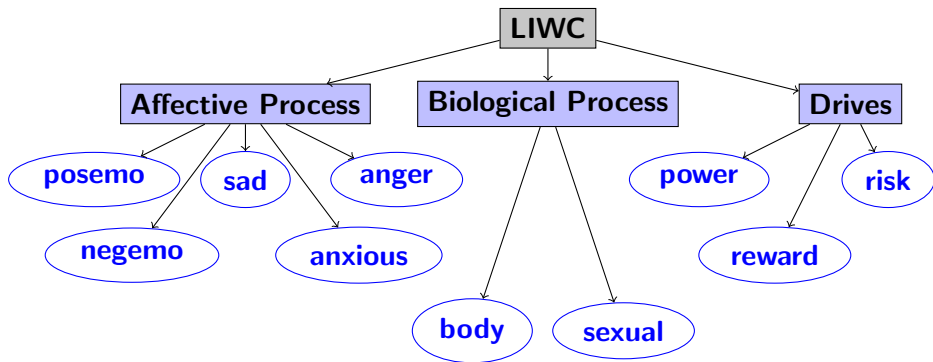 LIWC
Affective Process
Biological Process
Drives
posemo
sad
anger
power
risk
negemo
anxious
reward
body
sexual